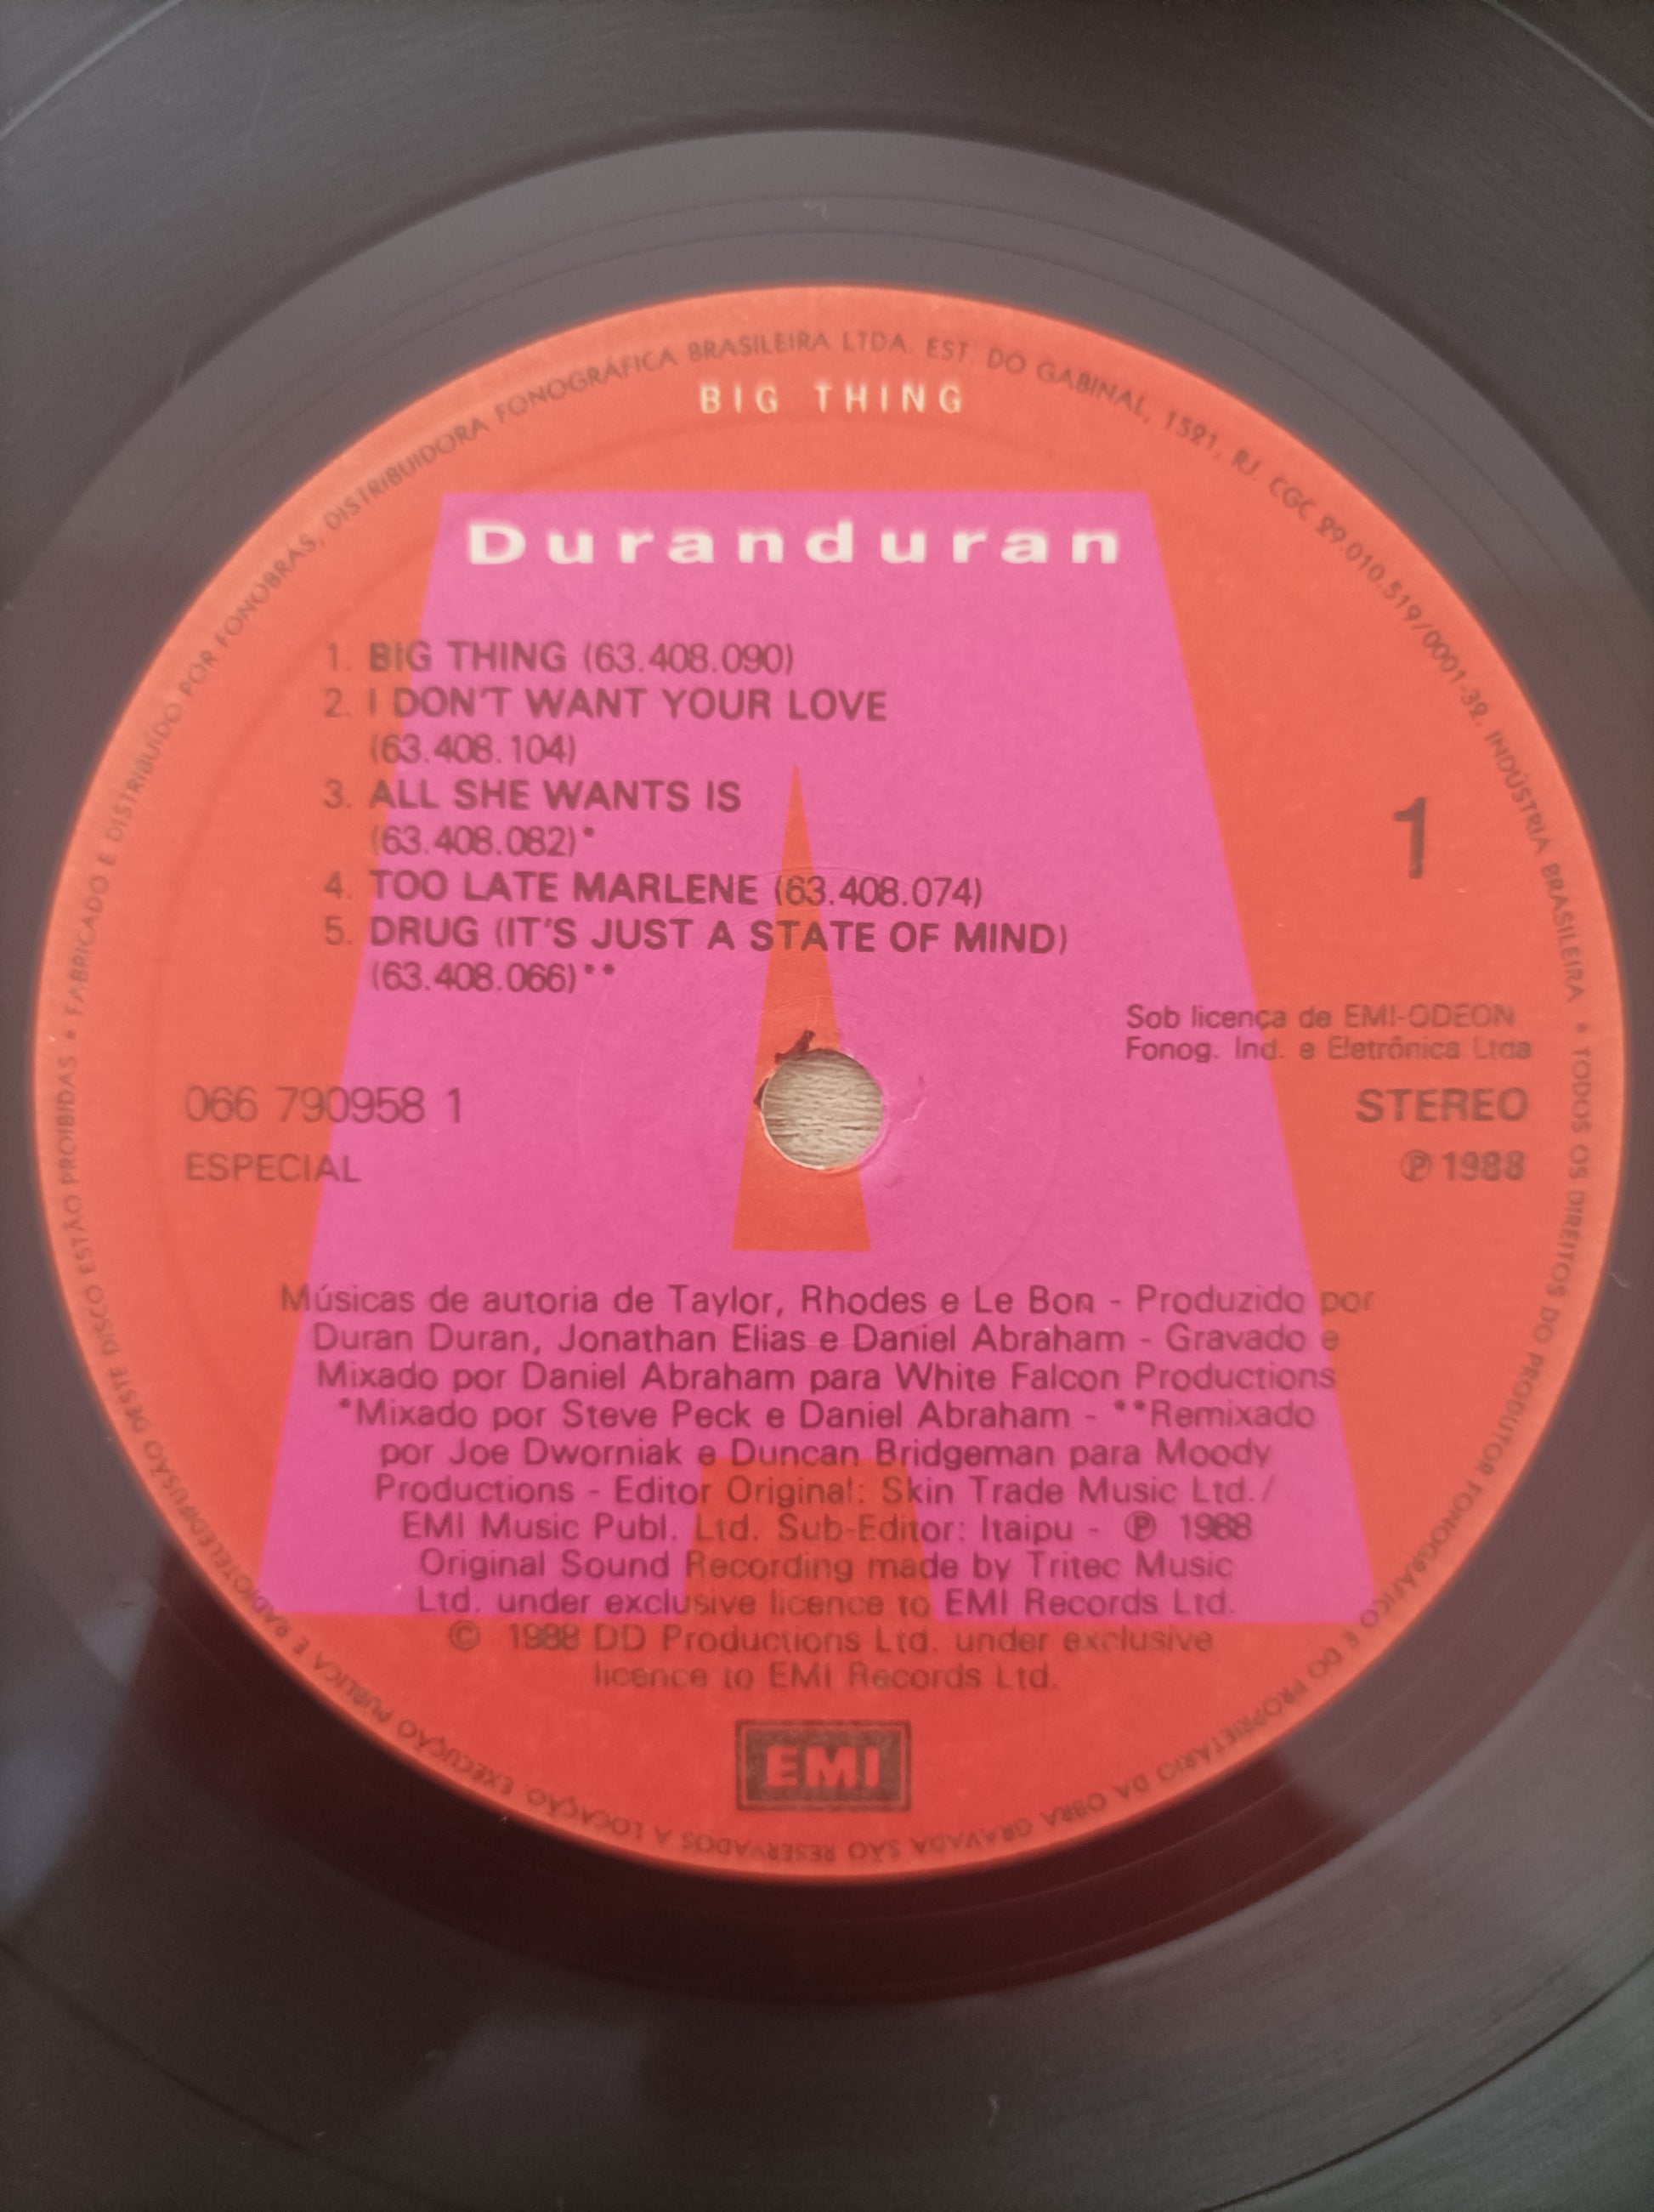 FABRICADO E DISTRIBUÍDO POR FONOBRAS, DISTRIBUIDORA FONOGRÁFICA BRASILEIRA LTDA. EST. DO GABINAL, 1521, RJ. CGC 29.010.519/0001-32. INDÚSTRIA BRASILEIRA • TODOS OS DIREITOS DO PRODUTOR FONOGRÁFICO E DO PROPRIETÁRIO DA OBRA GRAVADA SÃO RESERVADOS A LOCAÇÃO. EXECUÇÃO PÚBLICA E RADIOTELEDIFUSÃO DESTE DISCO ESTÃO PROIBIDAS •
BIG THING
Duranduran
1. BIG THING (63.408.090)
2. I DON'T WANT YOUR LOVE
(63.408.104)
3. ALL SHE WANTS IS
(63.408.082)*
4. TOO LATE MARLENE (63.408.074)
5. DRUG (IT'S JUST A STATE OF MIND)
(63.408.066)**
1
Sob licença de EMI-ODEON
Fonog. Ind. e Eletrônica Ltda
066 790958 1
STEREO
ESPECIAL
℗ 1988
Músicas de autoria de Taylor, Rhodes e Le Bon - Produzido por
Duran Duran, Jonathan Elias e Daniel Abraham - Gravado e
Mixado por Daniel Abraham para White Falcon Productions
*Mixado por Steve Peck e Daniel Abraham - **Remixado
por Joe Dworniak e Duncan Bridgeman para Moody
Productions - Editor Original: Skin Trade Music Ltd./
EMI Music Publ. Ltd. Sub-Editor: Itaipu - ℗ 1988
Original Sound Recording made by Tritec Music
Ltd. under exclusive licence to EMI Records Ltd.
© 1988 DD Productions Ltd. under exclusive
licence to EMI Records Ltd.
EMI